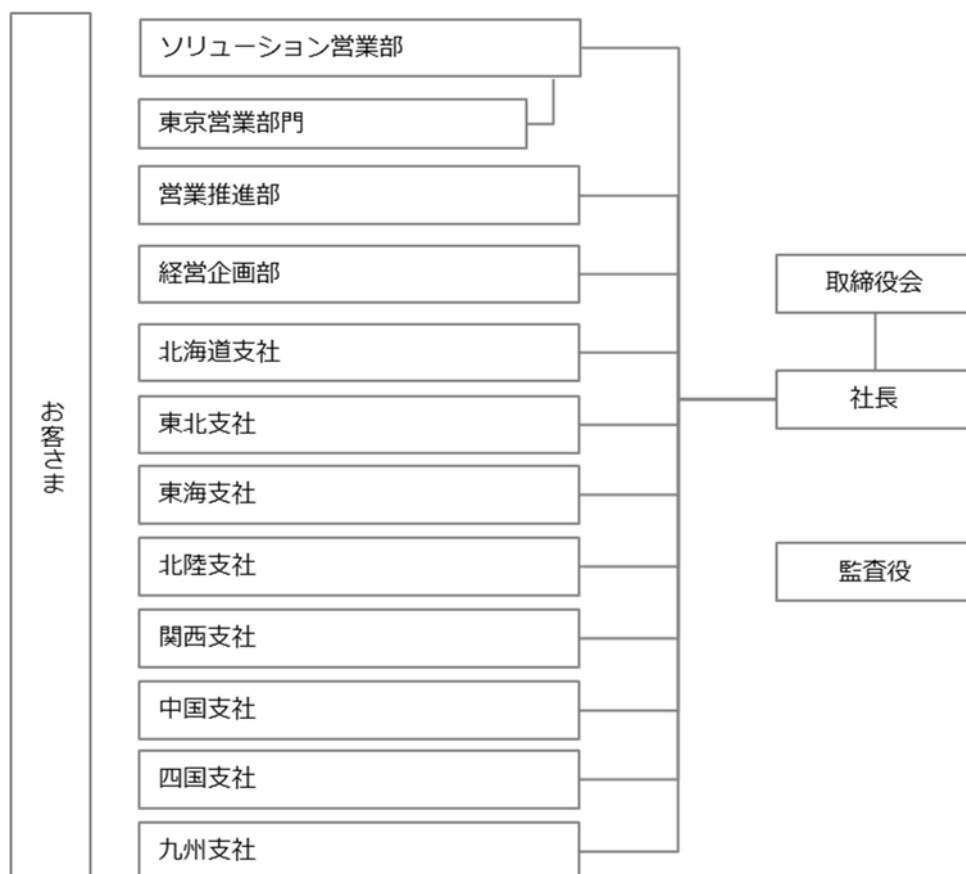 お客さま
ソリューション営業部
東京営業部門
営業推進部
経営企画部
北海道支社
東北支社
東海支社
北陸支社
関西支社
中国支社
四国支社
九州支社
取締役会
社長
監査役